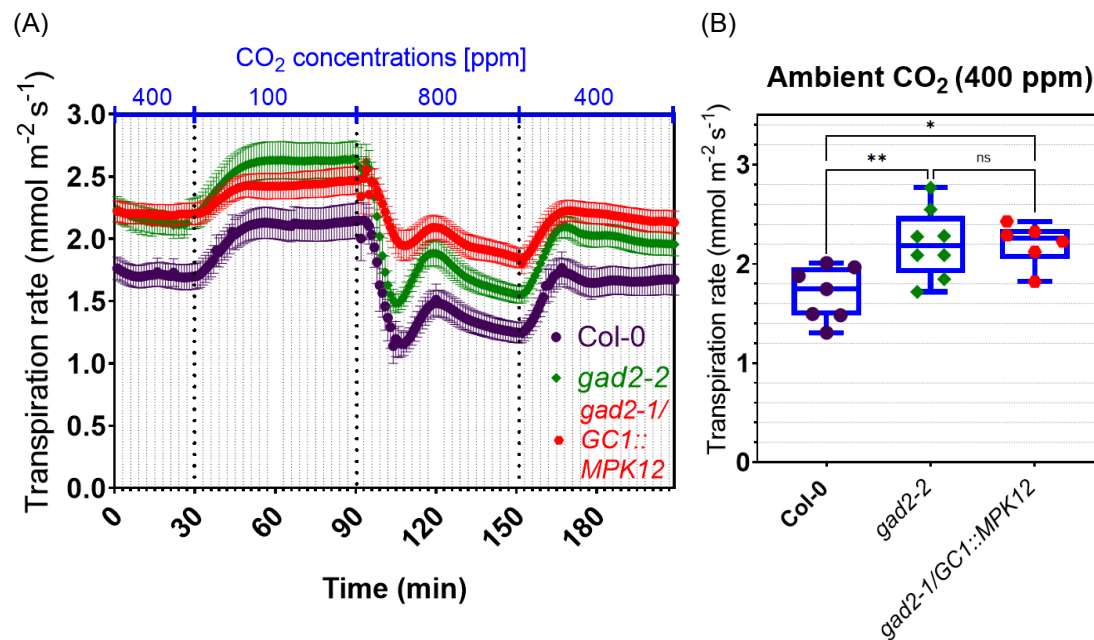 (A)
CO₂ concentrations [ppm]
400 100 800 400
Transpiration rate (mmol m⁻² s⁻¹)
3.0
2.5
2.0
1.5
1.0
0.5
0.0
Col-0
gad2-2
gad2-1/
GC1::
MPK12
0 30 60 90 120 150 180
Time (min)
(B)
Ambient CO₂ (400 ppm)
Transpiration rate (mmol m⁻² s⁻¹)
*
** ns
3
2
1
0
Col-0
gad2-2
gad2-1/GC1::MPK12